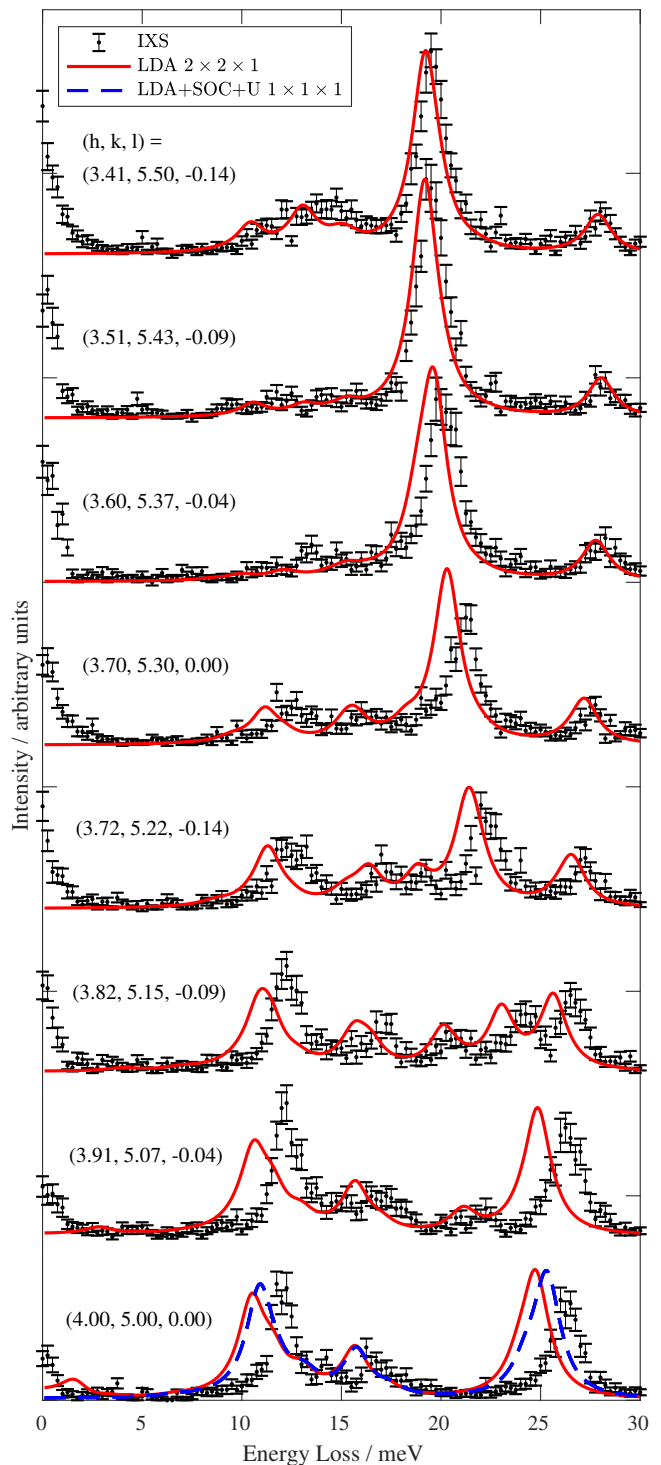 IXS
LDA 2 × 2 × 1
LDA+SOC+U 1 × 1 × 1
(h, k, l) =
(3.41, 5.50, -0.14)
(3.51, 5.43, -0.09)
(3.60, 5.37, -0.04)
(3.70, 5.30, 0.00)
(3.72, 5.22, -0.14)
(3.82, 5.15, -0.09)
(3.91, 5.07, -0.04)
(4.00, 5.00, 0.00)
Intensity / arbitrary units
0 5 10 15 20 25 30
Energy Loss / meV